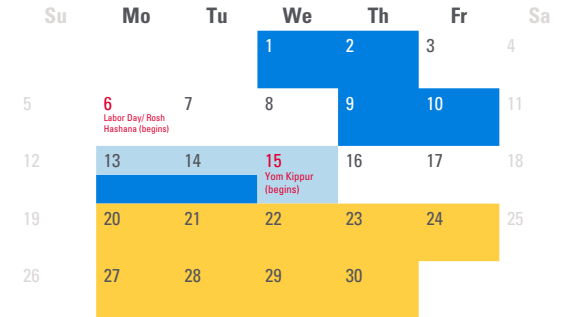 Su Mo Tu We Th Fr Sa
1 2 3 4
5 6 7 8 9 10 11
Labor Day/ Rosh
Hashana (begins)
12 13 14 15 16 17 18
Yom Kippur
(begins)
19 20 21 22 23 24 25
26 27 28 29 30